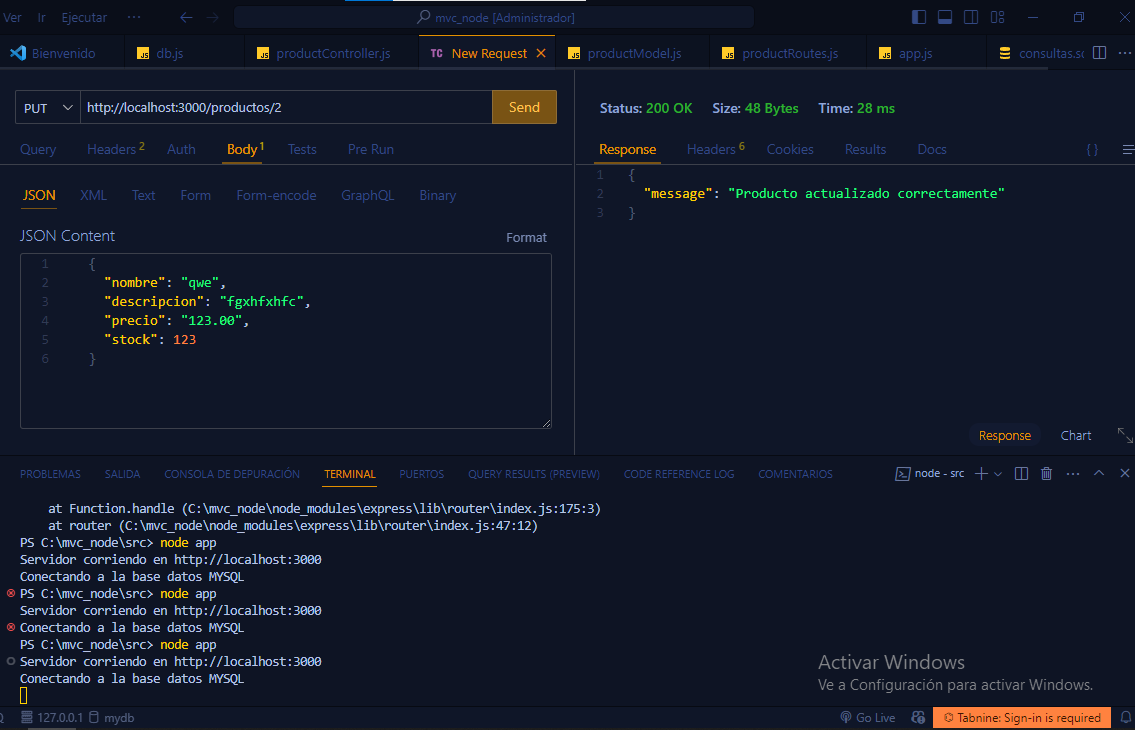 Ver Ir Ejecutar ··· mvc_node [Administrador]
Bienvenido JS db.js JS productController.js TC New Request JS productModel.js JS productRoutes.js JS app.js consultas.sc ···
PUT http://localhost:3000/productos/2 Send
Status: 200 OK Size: 48 Bytes Time: 28 ms
Query Headers 2 Auth Body 1 Tests Pre Run
Response Headers 6 Cookies Results Docs { }
JSON XML Text Form Form-encode GraphQL Binary
JSON Content
Format
1 {
2 "nombre": "qwe",
3 "descripcion": "fgxhfxhfc",
4 "precio": "123.00",
5 "stock": 123
6 }
1 {
2 "message": "Producto actualizado correctamente"
3 }
Response Chart
PROBLEMAS SALIDA CONSOLA DE DEPURACIÓN TERMINAL PUERTOS QUERY RESULTS (PREVIEW) CODE REFERENCE LOG COMENTARIOS
node - src ···
at Function.handle (C:\mvc_node\node_modules\express\lib\router\index.js:175:3)
at router (C:\mvc_node\node_modules\express\lib\router\index.js:47:12)
PS C:\mvc_node\src> node app
Servidor corriendo en http://localhost:3000
Conectando a la base datos MYSQL
PS C:\mvc_node\src> node app
Servidor corriendo en http://localhost:3000
Conectando a la base datos MYSQL
PS C:\mvc_node\src> node app
Servidor corriendo en http://localhost:3000
Conectando a la base datos MYSQL
Activar Windows
Ve a Configuración para activar Windows.
127.0.0.1 mydb Go Live Tabnine: Sign-in is required